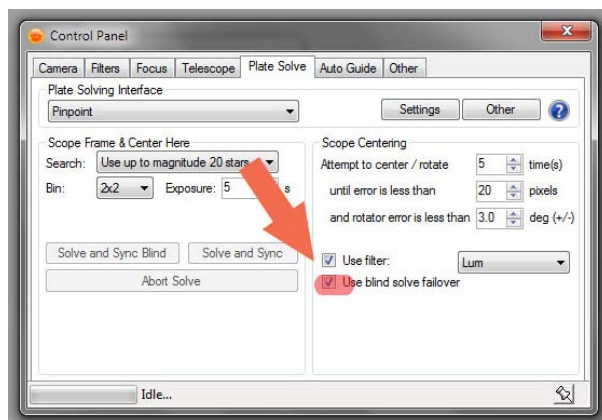 Control Panel
Camera Filters Focus Telescope Plate Solve Auto Guide Other
Plate Solving Interface
Pinpoint Settings Other ?
Scope Frame & Center Here
Search: Use up to magnitude 20 stars
Bin: 2x2 Exposure: 5 s
Solve and Sync Blind Solve and Sync
Abort Solve
Scope Centering
Attempt to center / rotate 5 time(s)
until error is less than 20 pixels
and rotator error is less than 3.0 deg (+/-)
Use filter: Lum
Use blind solve failover
Idle...